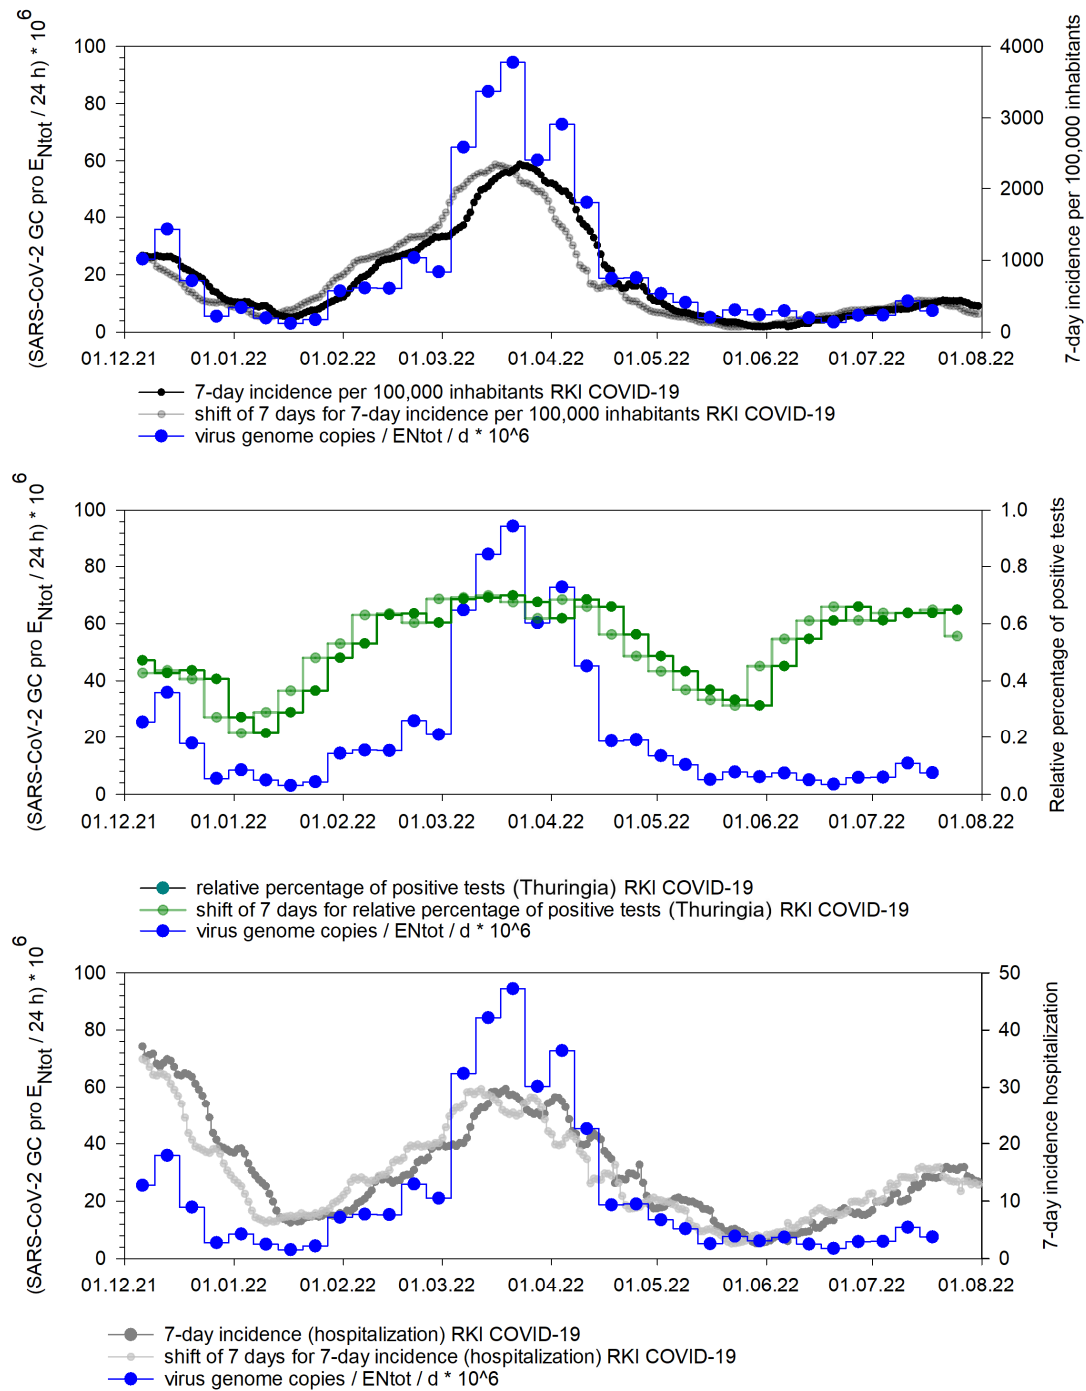 (SARS-CoV-2 GC pro E_Ntot / 24 h) * 10^6
100
80
60
40
20
0
4000
3000
2000
1000
0
7-day incidence per 100,000 inhabitants
01.12.21 01.01.22 01.02.22 01.03.22 01.04.22 01.05.22 01.06.22 01.07.22 01.08.22
7-day incidence per 100,000 inhabitants RKI COVID-19
shift of 7 days for 7-day incidence per 100,000 inhabitants RKI COVID-19
virus genome copies / ENtot / d * 10^6
(SARS-CoV-2 GC pro E_Ntot / 24 h) * 10^6
100
80
60
40
20
0
1.0
0.8
0.6
0.4
0.2
0.0
Relative percentage of positive tests
01.12.21 01.01.22 01.02.22 01.03.22 01.04.22 01.05.22 01.06.22 01.07.22 01.08.22
relative percentage of positive tests (Thuringia) RKI COVID-19
shift of 7 days for relative percentage of positive tests (Thuringia) RKI COVID-19
virus genome copies / ENtot / d * 10^6
(SARS-CoV-2 GC pro E_Ntot / 24 h) * 10^6
100
80
60
40
20
0
50
40
30
20
10
0
7-day incidence hospitalization
01.12.21 01.01.22 01.02.22 01.03.22 01.04.22 01.05.22 01.06.22 01.07.22 01.08.22
7-day incidence (hospitalization) RKI COVID-19
shift of 7 days for 7-day incidence (hospitalization) RKI COVID-19
virus genome copies / ENtot / d * 10^6